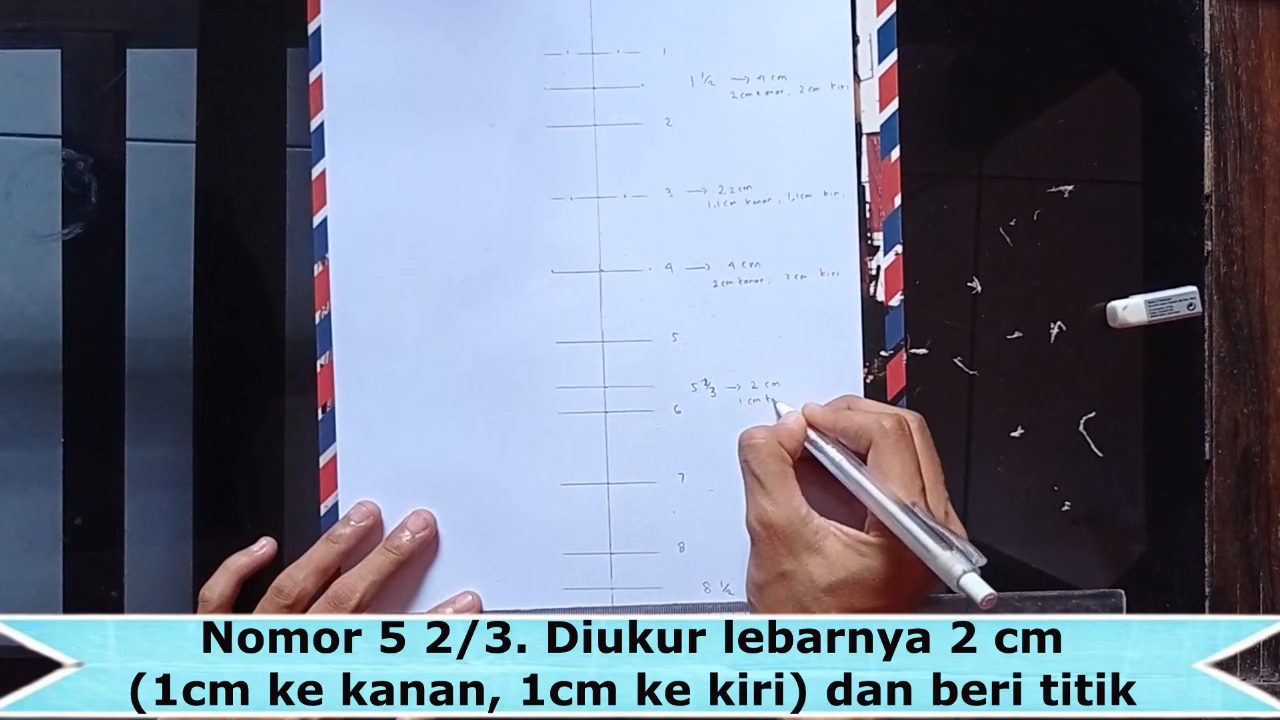 1
1 1/2 → 4 cm
2 cm kanan, 2 cm kiri
2
3 → 2,2 cm
1,1 cm kanan, 1,1 cm kiri
4 → 4 cm
2 cm kanan, 2 cm kiri
5
5 2/3 → 2 cm
1 cm ka
6
7
8
8 1/2
Nomor 5 2/3. Diukur lebarnya 2 cm
(1cm ke kanan, 1cm ke kiri) dan beri titik